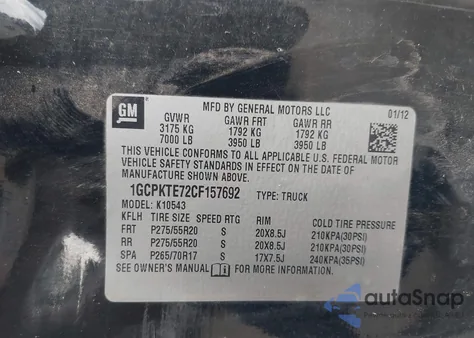 GM
MFD BY GENERAL MOTORS LLC
01/12
GVWR GAWR FRT GAWR RR
3175 KG 1792 KG 1792 KG
7000 LB 3950 LB 3950 LB
THIS VEHICLE CONFORMS TO ALL APPLICABLE U.S. FEDERAL MOTOR
VEHICLE SAFETY STANDARDS IN EFFECT ON THE DATE OF
MANUFACTURE SHOWN ABOVE.
1GCPKTE72CF157692 TYPE: TRUCK
MODEL: K10543
KFLH TIRE SIZE SPEED RTG RIM COLD TIRE PRESSURE
FRT P275/55R20 S 20X8.5J 210KPA(30PSI)
RR P275/55R20 S 20X8.5J 210KPA(30PSI)
SPA P265/70R17 S 17X7.5J 240KPA(35PSI)
SEE OWNER'S MANUAL FOR MORE INFORMATION.
autoSnap